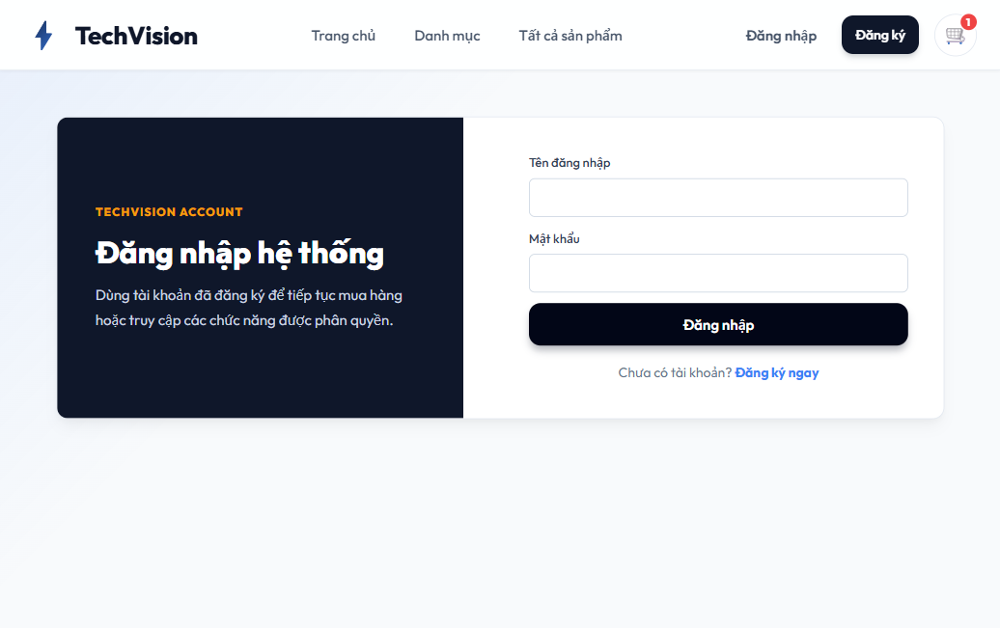 TechVision
Trang chủ
Danh mục
Tất cả sản phẩm
Đăng nhập
Đăng ký
1
TECHVISION ACCOUNT
Đăng nhập hệ thống
Dùng tài khoản đã đăng ký để tiếp tục mua hàng
hoặc truy cập các chức năng được phân quyền.
Tên đăng nhập
Mật khẩu
Đăng nhập
Chưa có tài khoản? Đăng ký ngay